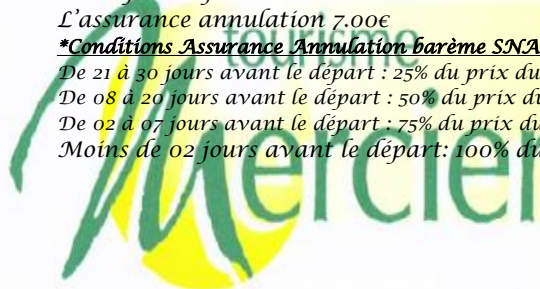 L'assurance annulation 7.00€
*Conditions Assurance Annulation barème SNA
De 21 à 30 jours avant le départ : 25% du prix du
De 08 à 20 jours avant le départ : 50% du prix du
De 02 à 07 jours avant le départ : 75% du prix du
Moins de 02 jours avant le départ: 100% du
tourisme
Mercier